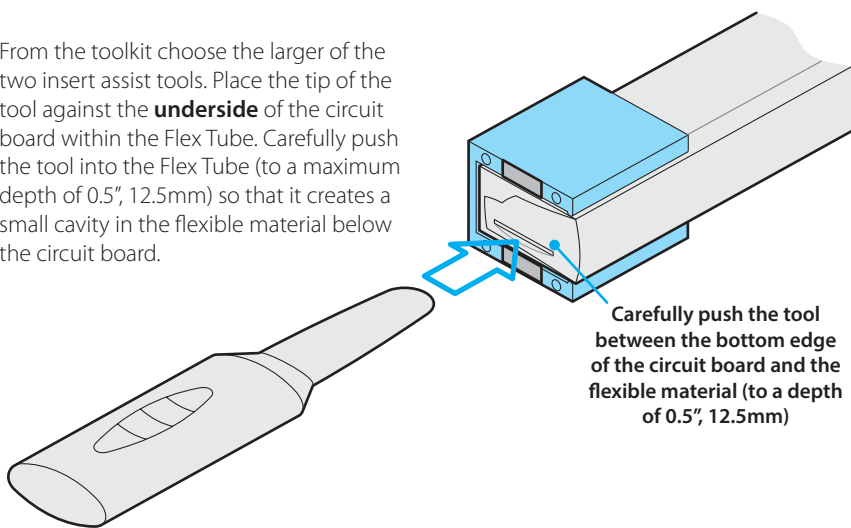 From the toolkit choose the larger of the
two insert assist tools. Place the tip of the
tool against the underside of the circuit
board within the Flex Tube. Carefully push
the tool into the Flex Tube (to a maximum
depth of 0.5”, 12.5mm) so that it creates a
small cavity in the flexible material below
the circuit board.
Carefully push the tool
between the bottom edge
of the circuit board and the
flexible material (to a depth
of 0.5”, 12.5mm)